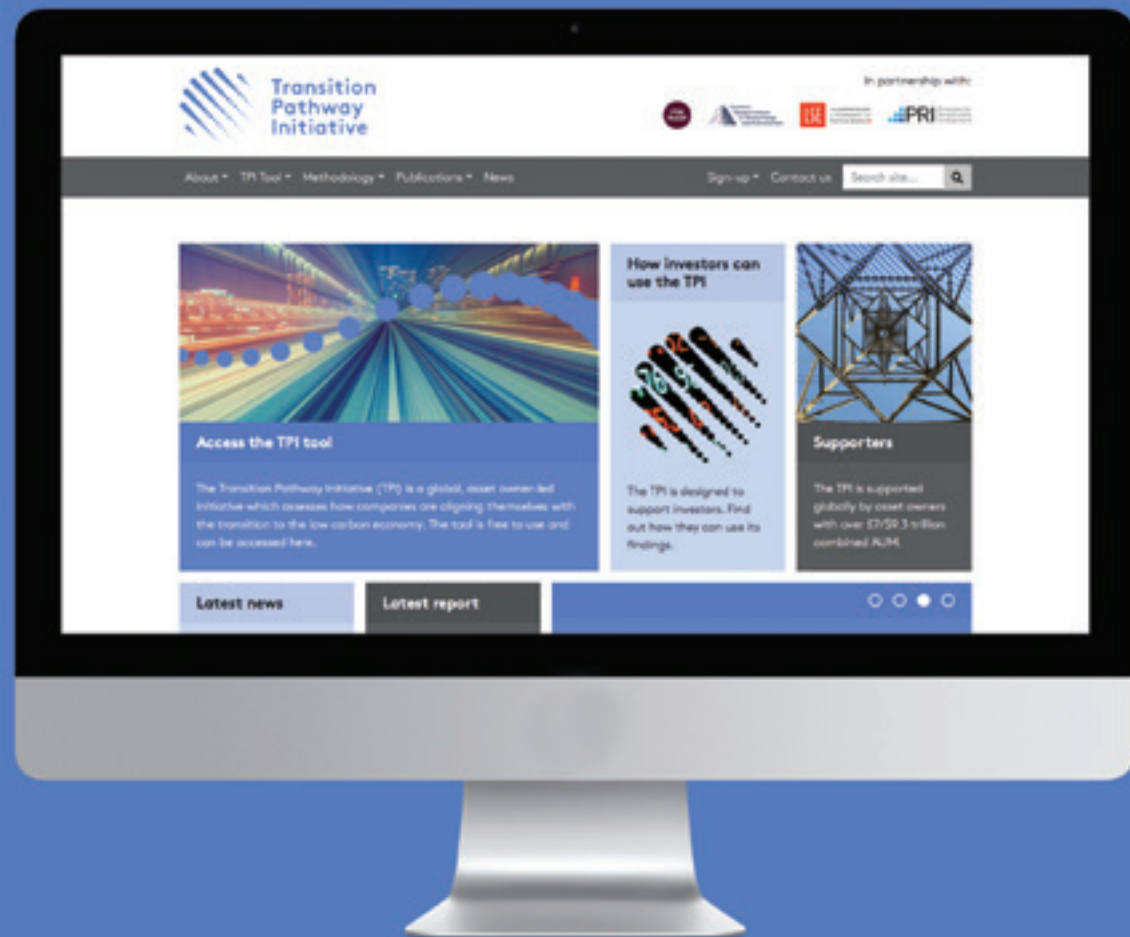 Transition
Pathway
Initiative
In partnership with:
LSE
PRI
About TPI Tool Methodology Publications News
Sign-up Contact us Search site...
How investors can
use the TPI
Access the TPI tool
The Transition Pathway Initiative (TPI) is a global, asset owner-led
initiative which assesses how companies are aligning themselves with
the transition to the low carbon economy. The tool is free to use and
can be accessed here.
The TPI is designed to
support investors. Find
out how they can use its
findings.
Supporters
The TPI is supported
globally by asset owners
with over £7/$9.3 trillion
combined AUM.
Latest news
Latest report